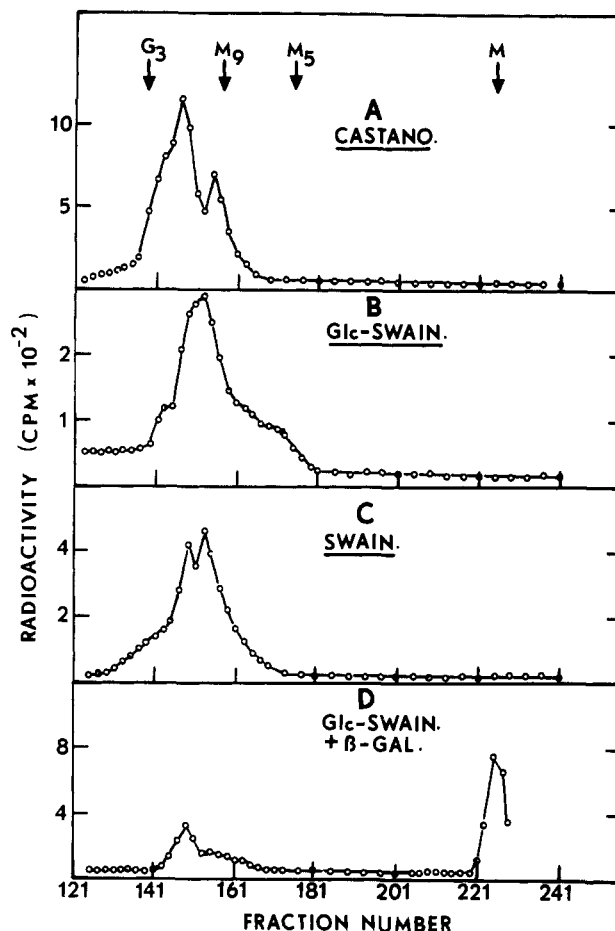 G3 M9 M5 M
A
CASTANO.
10
5
B
Glc-SWAIN.
2
1
C
SWAIN.
4
2
D
Glc-SWAIN.
+ ß-GAL.
8
4
121 141 161 181 201 221 241
FRACTION NUMBER
RADIOACTIVITY (CPM x 10-2)